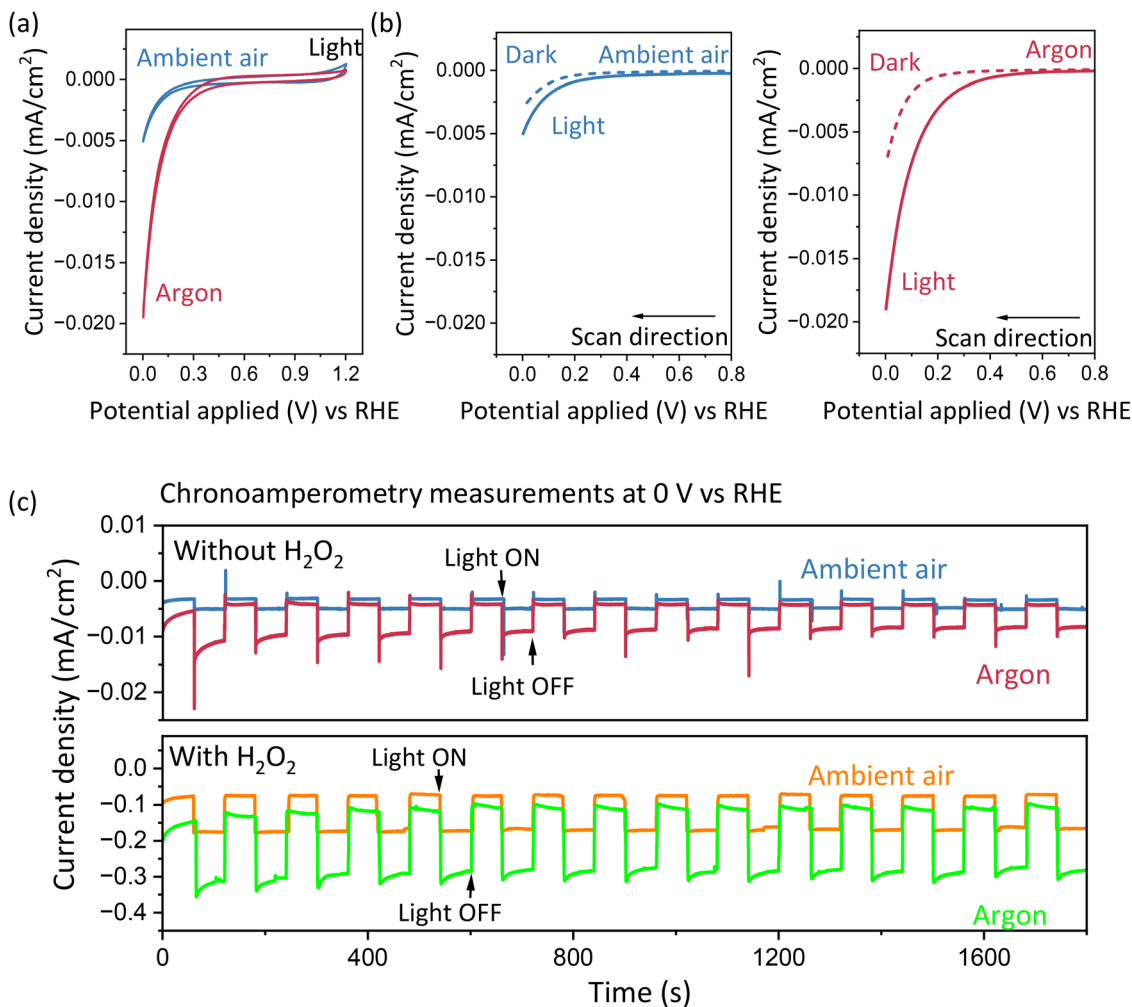 (a)
Ambient air
Light
Argon
0.000
−0.005
−0.010
−0.015
−0.020
0.0 0.3 0.6 0.9 1.2
Current density (mA/cm²)
Potential applied (V) vs RHE
(b)
Dark
Ambient air
Light
0.000
−0.005
−0.010
−0.015
−0.020
Scan direction
0.0 0.2 0.4 0.6 0.8
Current density (mA/cm²)
Potential applied (V) vs RHE
Argon
Dark
Light
0.000
−0.005
−0.010
−0.015
−0.020
Scan direction
0.0 0.2 0.4 0.6 0.8
Current density (mA/cm²)
Potential applied (V) vs RHE
(c)
Chronoamperometry measurements at 0 V vs RHE
Without H₂O₂
Light ON
Ambient air
Light OFF
Argon
0.01
0.00
−0.01
−0.02
With H₂O₂
Light ON
Ambient air
Light OFF
Argon
0.0
−0.1
−0.2
−0.3
−0.4
Current density (mA/cm²)
0 400 800 1200 1600
Time (s)